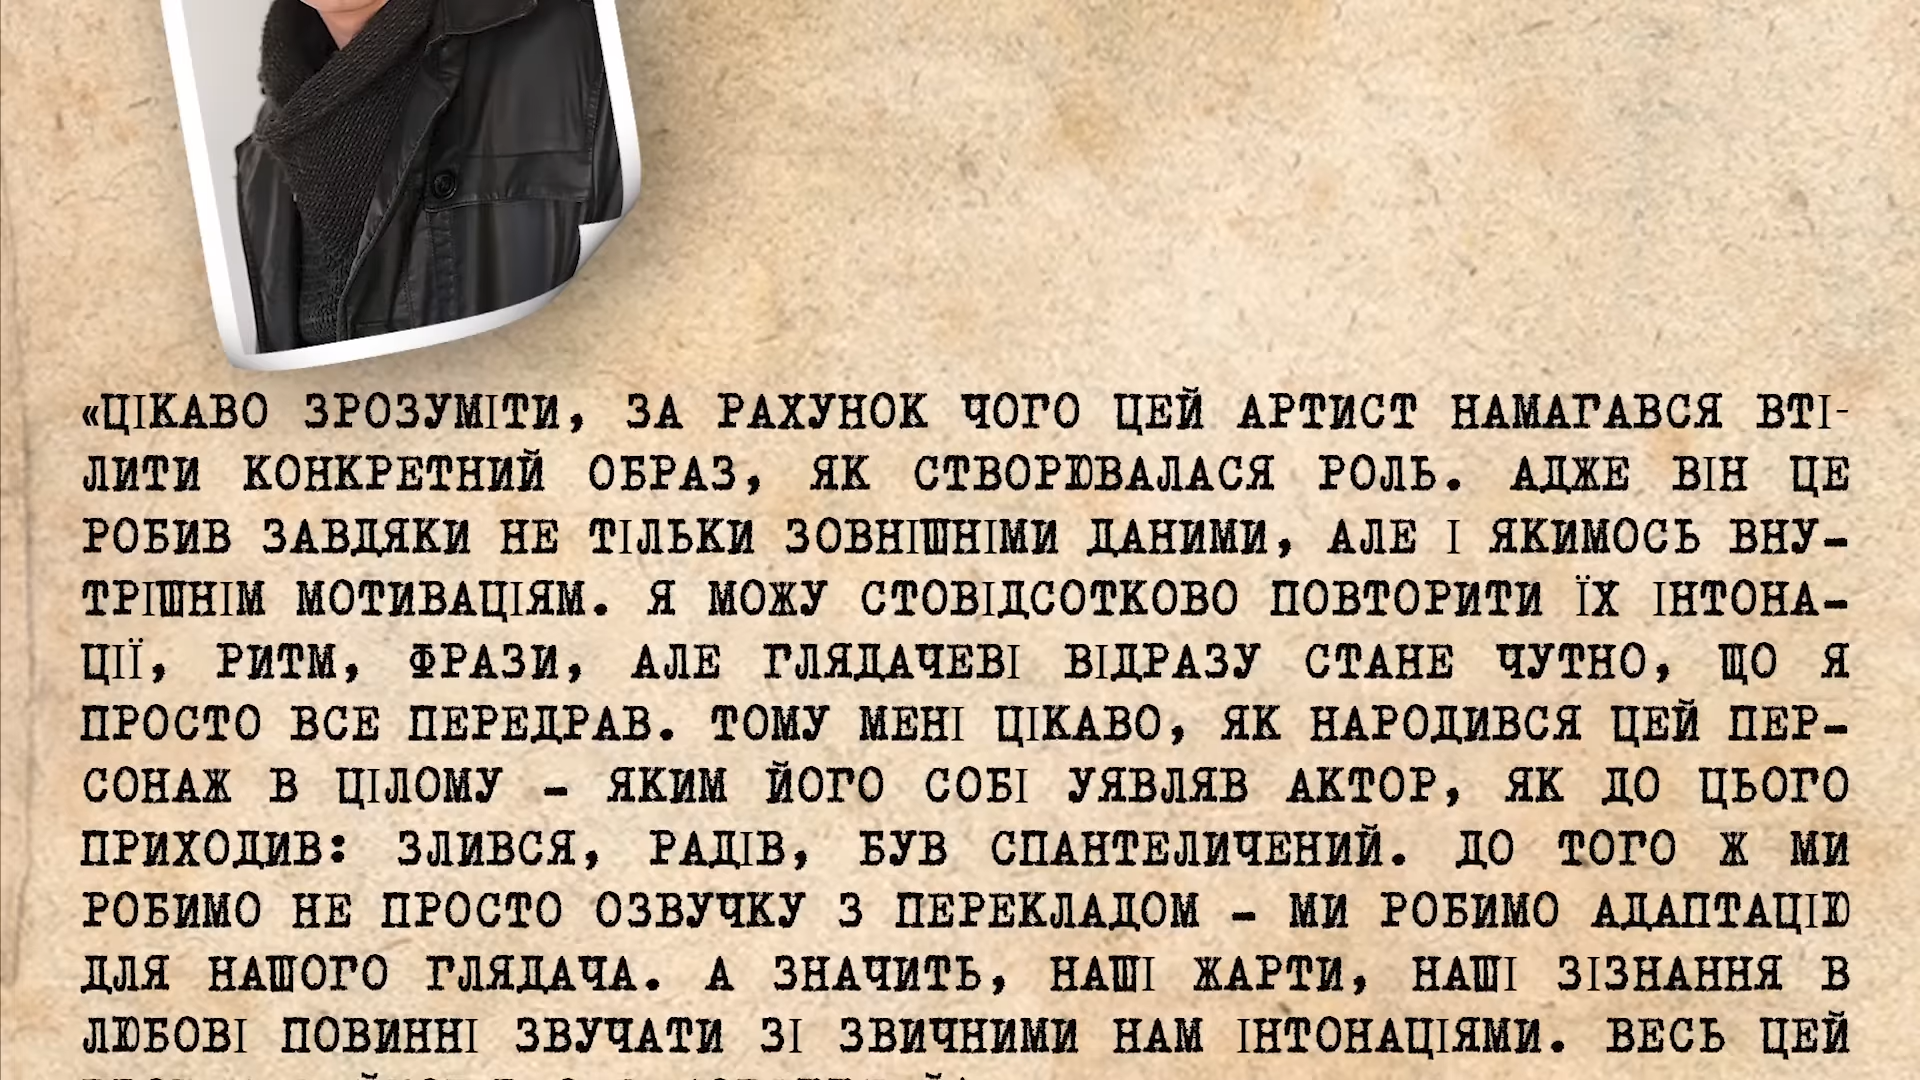 «ЦІКАВО ЗРОЗУМІТИ, ЗА РАХУНОК ЧОГО ЦЕЙ АРТИСТ НАМАГАВСЯ ВТІ-
ЛИТИ КОНКРЕТНИЙ ОБРАЗ, ЯК СТВОРЮВАЛАСЯ РОЛЬ. АДЖЕ ВІН ЦЕ
РОБИВ ЗАВДЯКИ НЕ ТІЛЬКИ ЗОВНІШНІМИ ДАНИМИ, АЛЕ І ЯКИМОСЬ ВНУ-
ТРІШНІМ МОТИВАЦІЯМ. Я МОЖУ СТОВІДСОТКОВО ПОВТОРИТИ ЇХ ІНТОНА-
ЦІЇ, РИТМ, ФРАЗИ, АЛЕ ГЛЯДАЧЕВІ ВІДРАЗУ СТАНЕ ЧУТНО, ЩО Я
ПРОСТО ВСЕ ПЕРЕДРАВ. ТОМУ МЕНІ ЦІКАВО, ЯК НАРОДИВСЯ ЦЕЙ ПЕР-
СОНАЖ В ЦІЛОМУ – ЯКИМ ЙОГО СОБІ УЯВЛЯВ АКТОР, ЯК ДО ЦЬОГО
ПРИХОДИВ: ЗЛИВСЯ, РАДІВ, БУВ СПАНТЕЛИЧЕНИЙ. ДО ТОГО Ж МИ
РОБИМО НЕ ПРОСТО ОЗВУЧКУ З ПЕРЕКЛАДОМ – МИ РОБИМО АДАПТАЦІЮ
ДЛЯ НАШОГО ГЛЯДАЧА. А ЗНАЧИТЬ, НАШІ ЖАРТИ, НАШІ ЗІЗНАННЯ В
ЛЮБОВІ ПОВИННІ ЗВУЧАТИ ЗІ ЗВИЧНИМИ НАМ ІНТОНАЦІЯМИ. ВЕСЬ ЦЕЙ